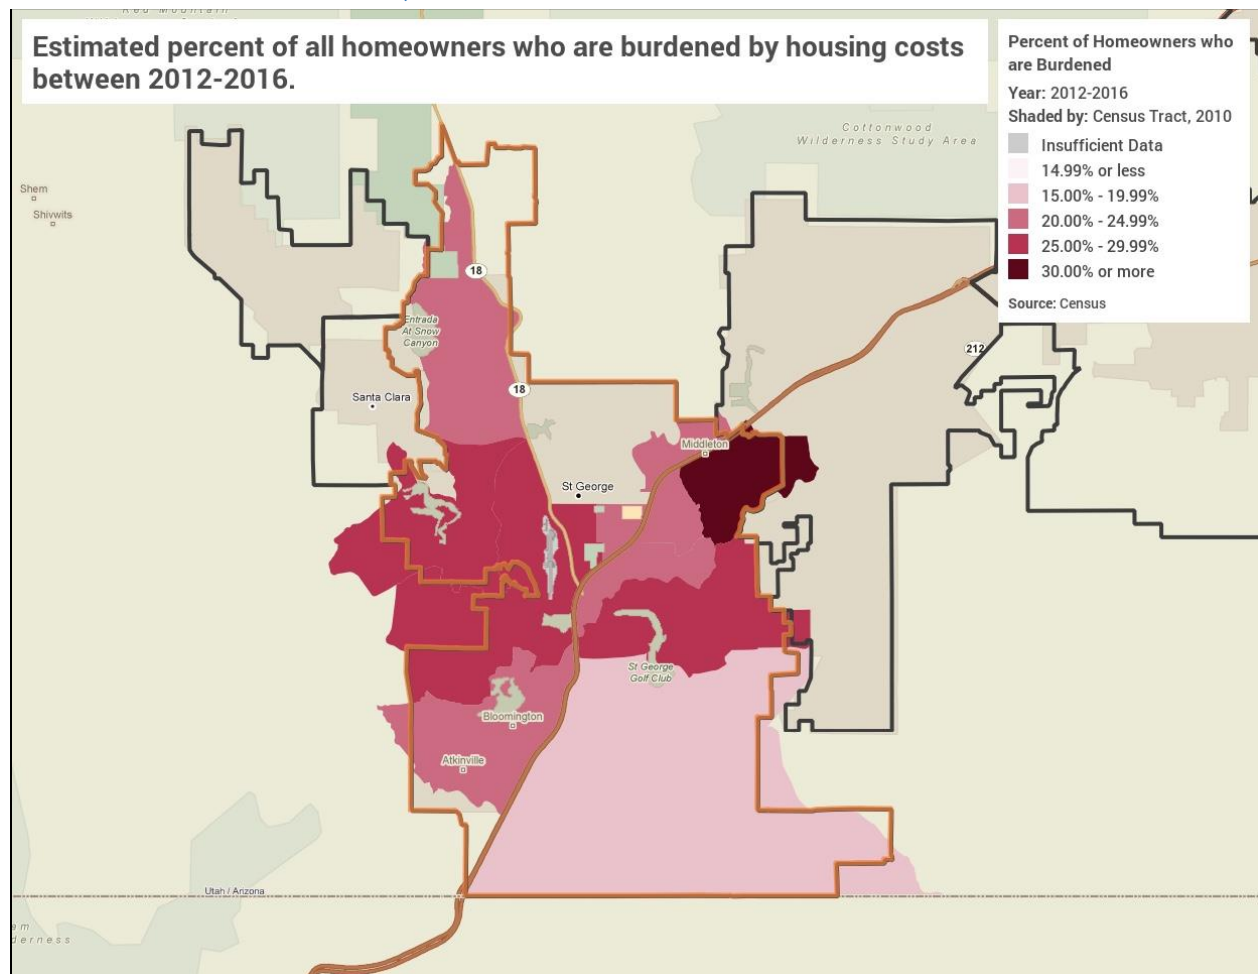 Red Mountain
Estimated percent of all homeowners who are burdened by housing costs
between 2012-2016.
Percent of Homeowners who
are Burdened
Year: 2012-2016
Shaded by: Census Tract, 2010
Insufficient Data
14.99% or less
15.00% - 19.99%
20.00% - 24.99%
25.00% - 29.99%
30.00% or more
Source: Census
Cottonwood
Wilderness Study Area
Shem
Shivwits
18
Entrada
At Snow
Canyon
212
18
Santa Clara
Middleton
St George
St George
Golf Club
Bloomington
Atkinville
Utah / Arizona